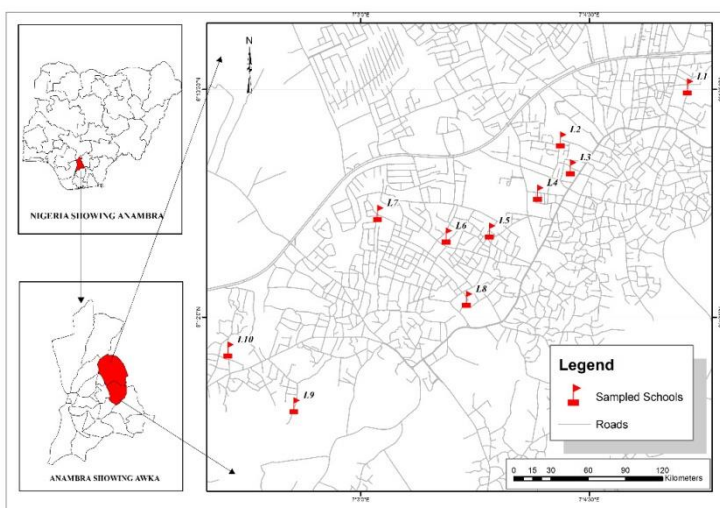 NIGERIA SHOWING ANAMBRA
ANAMBRA SHOWING AWKA
N
7°4'0"E
L1
L2
L3
L4
L5
L6
L7
L8
L9
L10
Legend
Sampled Schools
Roads
0 15 30 60 90 120
Kilometers
7°4'0"E